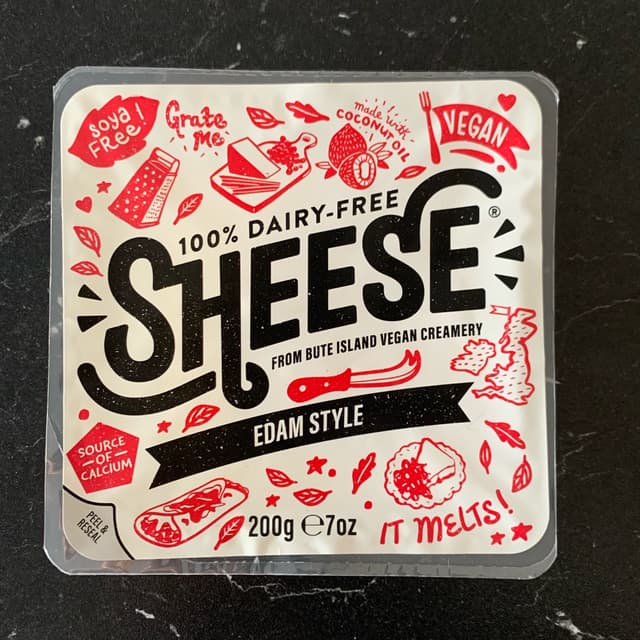 soya
FREE!
Grate
Me
made with
COCONUT OIL
VEGAN
100% DAIRY-FREE
SHEESE®
FROM BUTE ISLAND VEGAN CREAMERY
EDAM STYLE
SOURCE
-OF-
CALCIUM
PEEL &
RESEAL
200g ℮7oz
IT MELTS!